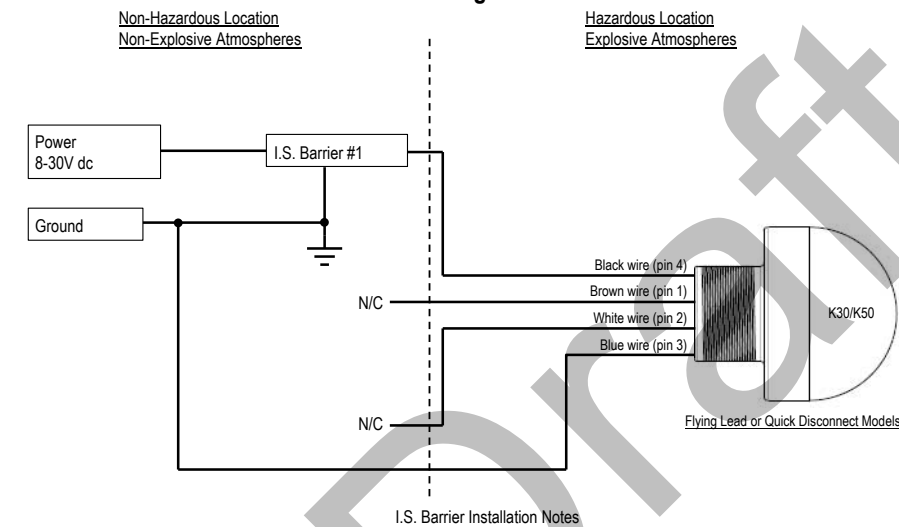 Non-Hazardous Location
Non-Explosive Atmospheres
Hazardous Location
Explosive Atmospheres
Power
8-30V dc
I.S. Barrier #1
Ground
Black wire (pin 4)
Brown wire (pin 1)
N/C
White wire (pin 2)
Blue wire (pin 3)
K30/K50
N/C
Flying Lead or Quick Disconnect Models
I.S. Barrier Installation Notes
Draft